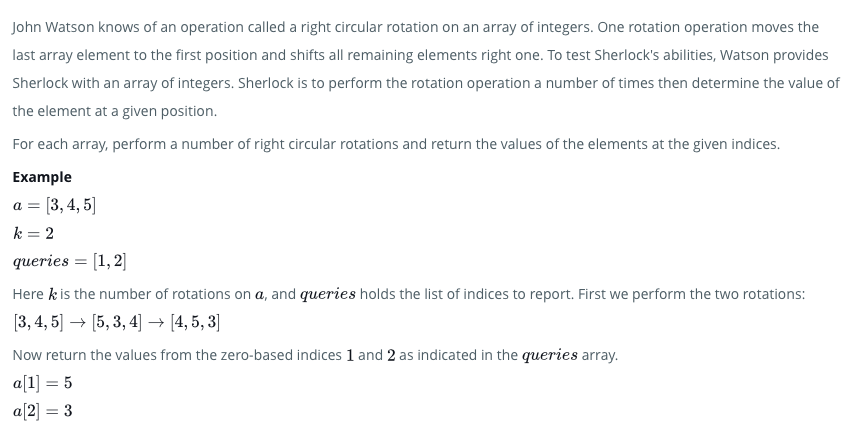 John Watson knows of an operation called a right circular rotation on an array of integers. One rotation operation moves the
last array element to the first position and shifts all remaining elements right one. To test Sherlock's abilities, Watson provides
Sherlock with an array of integers. Sherlock is to perform the rotation operation a number of times then determine the value of
the element at a given position.
For each array, perform a number of right circular rotations and return the values of the elements at the given indices.
Example
a = [3, 4, 5]
k = 2
queries = [1, 2]
Here k is the number of rotations on a, and queries holds the list of indices to report. First we perform the two rotations:
[3, 4, 5] → [5, 3, 4] → [4, 5, 3]
Now return the values from the zero-based indices 1 and 2 as indicated in the queries array.
a[1] = 5
a[2] = 3